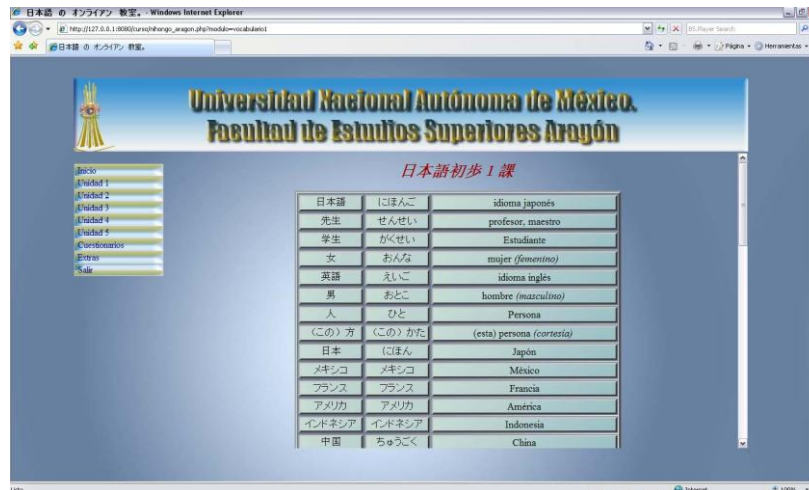 日本語 の オンライアン 教室。 - Windows Internet Explorer
http://127.0.0.1:8080/curso/nihongo_aragon.php?modulo=vocabulario1
BS.Player Search
日本語 の オンライアン 教室。
Página Herramientas
Universidad Nacional Autónoma de México.
Facultad de Estudios Superiores Aragón
Inicio
Unidad 1
Unidad 2
Unidad 3
Unidad 4
Unidad 5
Cuestionarios
Extras
Salir
日本語初歩 1 課
日本語 にほんご idioma japonés
先生 せんせい profesor, maestro
学生 がくせい Estudiante
女 おんな mujer (femenino)
英語 えいご idioma inglés
男 おとこ hombre (masculino)
人 ひと Persona
(この) 方 (この) かた (esta) persona (cortesía)
日本 にほん Japón
メキシコ メキシコ México
フランス フランス Francia
アメリカ アメリカ América
インドネシア インドネシア Indonesia
中国 ちゅうごく China
Internet 100%